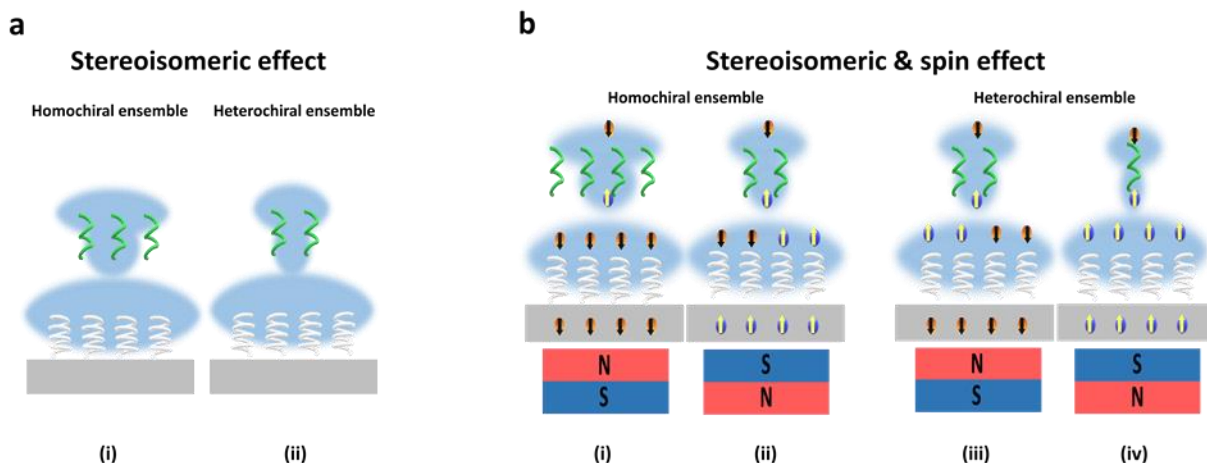 a
Stereoisomeric effect
Homochiral ensemble
Heterochiral ensemble
(i)
(ii)
b
Stereoisomeric & spin effect
Homochiral ensemble
Heterochiral ensemble
N
S
S
N
N
S
S
N
(i)
(ii)
(iii)
(iv)